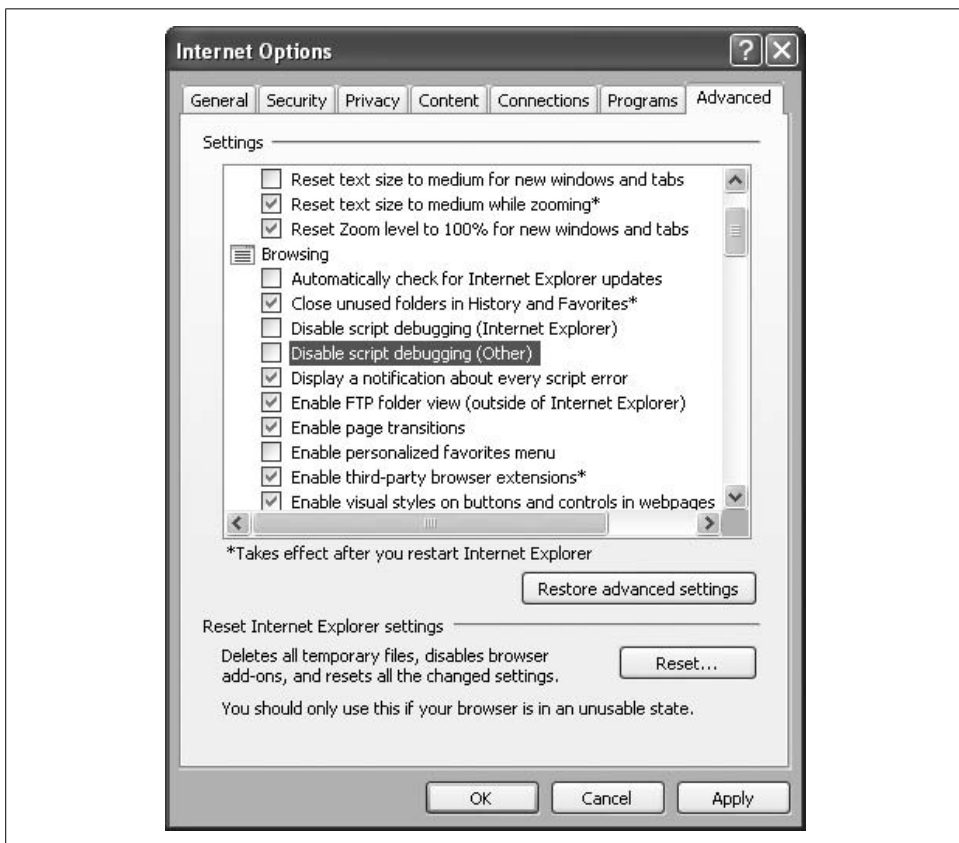 Internet Options
General Security Privacy Content Connections Programs Advanced
Settings
Reset text size to medium for new windows and tabs
Reset text size to medium while zooming*
Reset Zoom level to 100% for new windows and tabs
Browsing
Automatically check for Internet Explorer updates
Close unused folders in History and Favorites*
Disable script debugging (Internet Explorer)
Disable script debugging (Other)
Display a notification about every script error
Enable FTP folder view (outside of Internet Explorer)
Enable page transitions
Enable personalized favorites menu
Enable third-party browser extensions*
Enable visual styles on buttons and controls in webpages
*Takes effect after you restart Internet Explorer
Restore advanced settings
Reset Internet Explorer settings
Deletes all temporary files, disables browser
add-ons, and resets all the changed settings.
Reset...
You should only use this if your browser is in an unusable state.
OK Cancel Apply